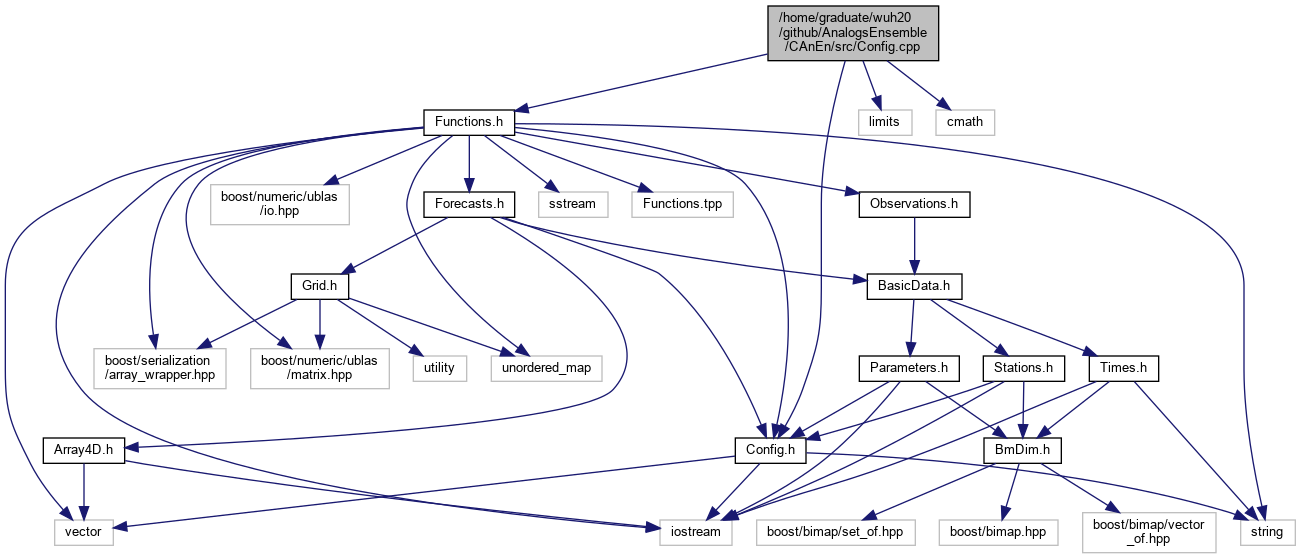 /home/graduate/wuh20
/github/AnalogsEnsemble
/CAnEn/src/Config.cpp
Functions.h
limits
cmath
boost/numeric/ublas
/io.hpp
Forecasts.h
sstream
Functions.tpp
Observations.h
Grid.h
BasicData.h
boost/serialization
/array_wrapper.hpp
boost/numeric/ublas
/matrix.hpp
utility
unordered_map
Parameters.h
Stations.h
Times.h
Array4D.h
Config.h
BmDim.h
vector
iostream
boost/bimap/set_of.hpp
boost/bimap.hpp
boost/bimap/vector
_of.hpp
string